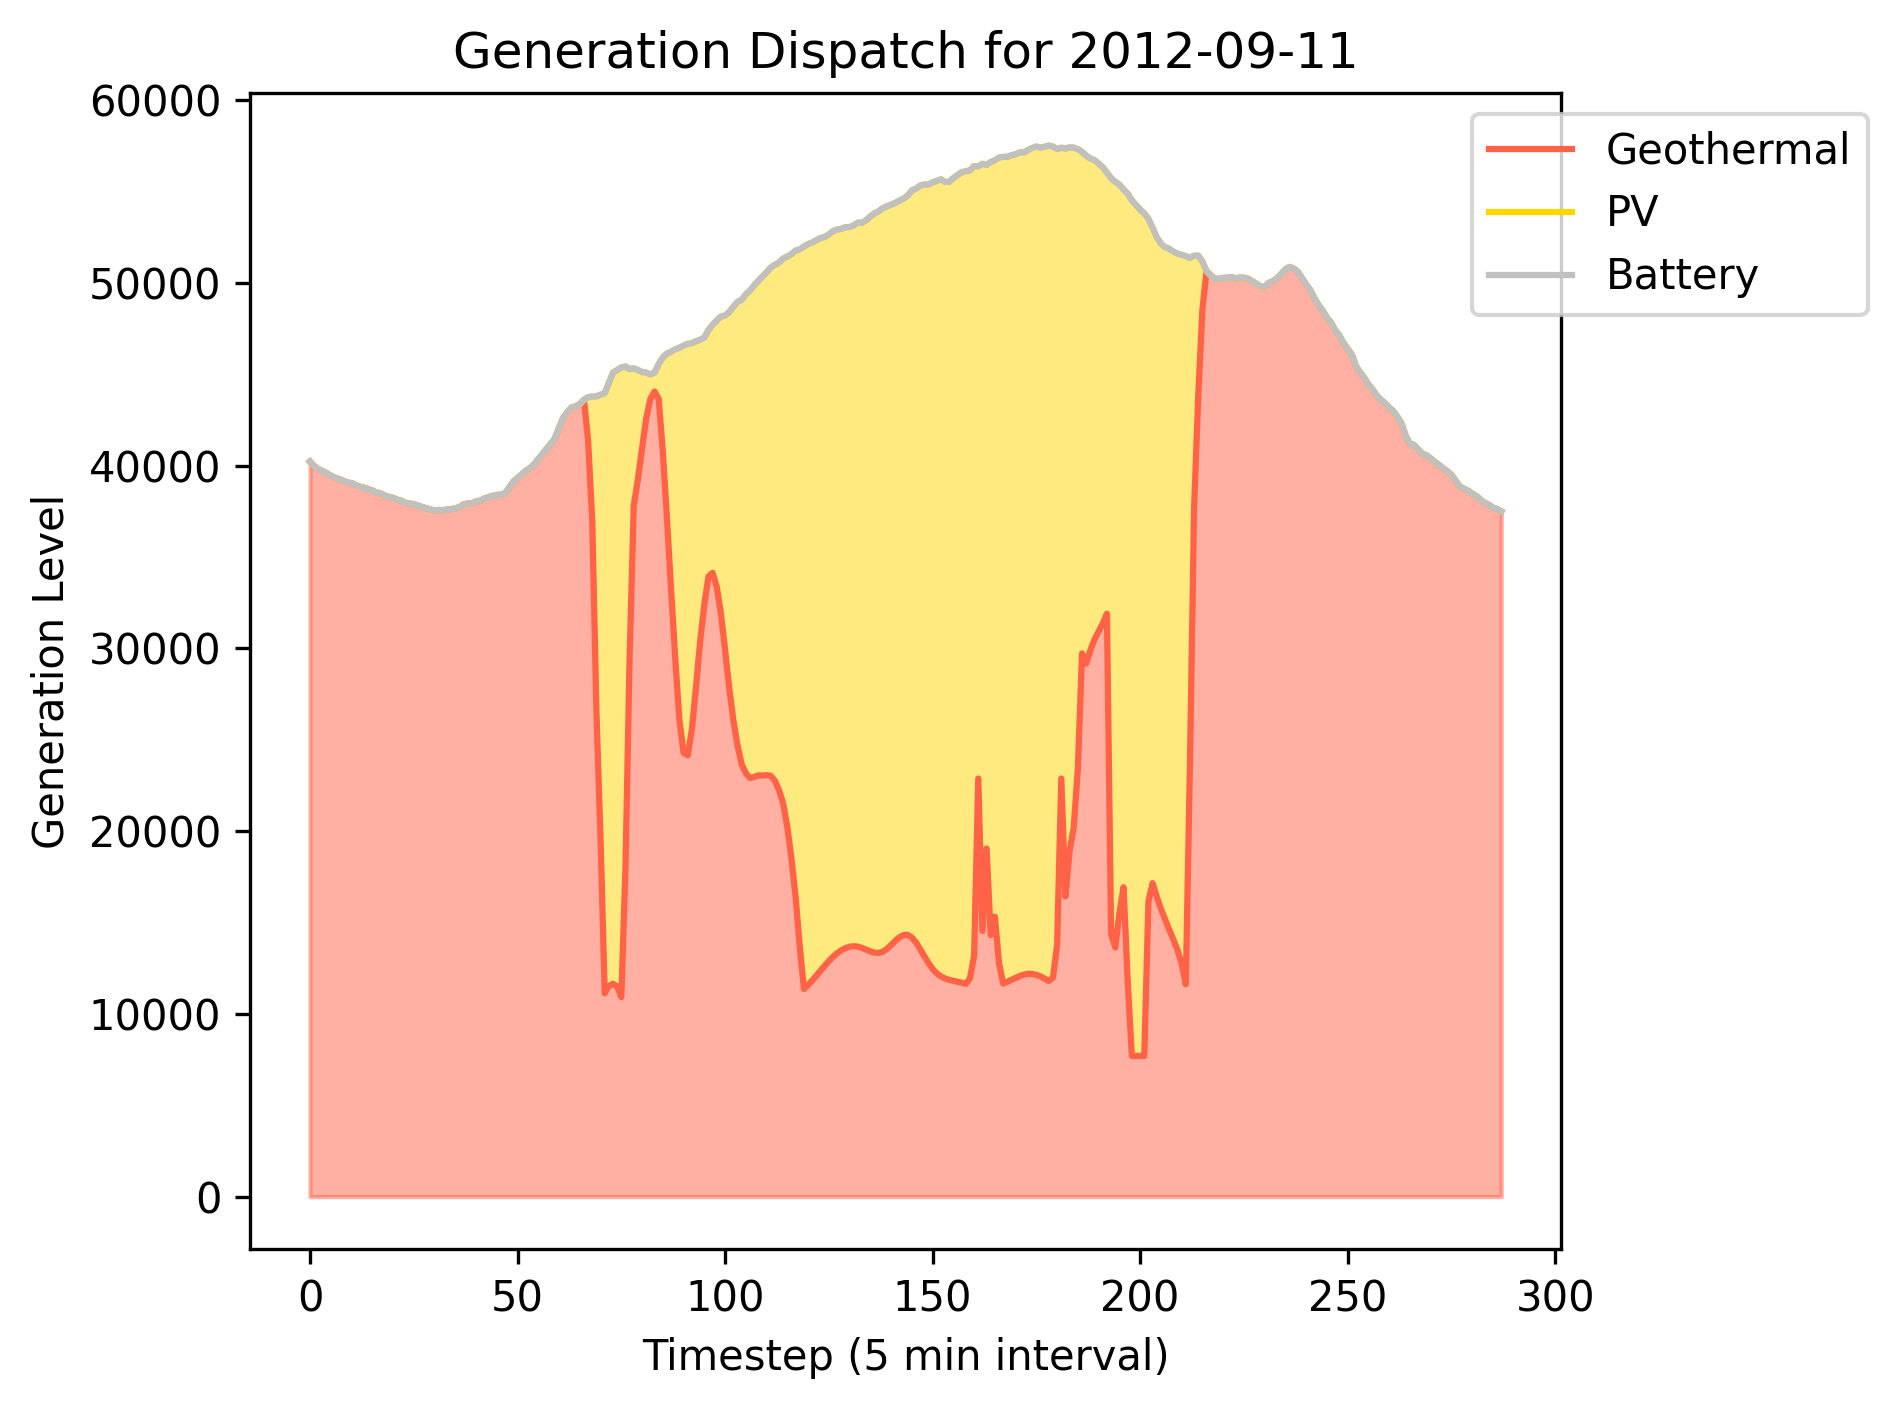 Generation Dispatch for 2012-09-11
60000
50000
40000
30000
20000
10000
0
Generation Level
Geothermal
PV
Battery
0 50 100 150 200 250 300
Timestep (5 min interval)